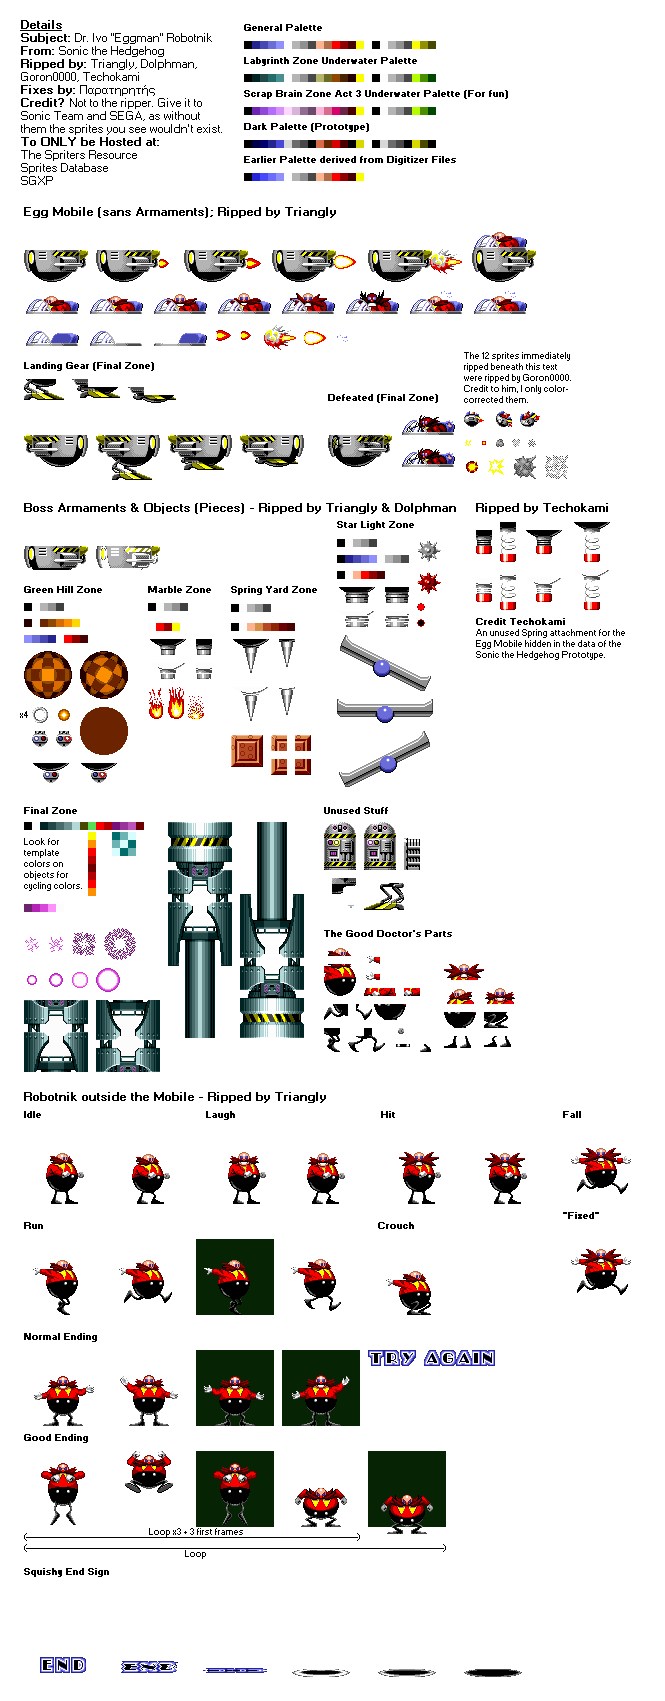 Details
Subject: Dr. Ivo "Eggman" Robotnik
From: Sonic the Hedgehog
Ripped by: Triangly, Dolphman,
Goron0000, Techokami
Fixes by: Παρατηρητής
Credit? Not to the ripper. Give it to
Sonic Team and SEGA, as without
them the sprites you see wouldn't exist.
To ONLY be Hosted at:
The Spriters Resource
Sprites Database
SGXP
General Palette
Labyrinth Zone Underwater Palette
Scrap Brain Zone Act 3 Underwater Palette (For fun)
Dark Palette (Prototype)
Earlier Palette derived from Digitizer Files
Egg Mobile (sans Armaments); Ripped by Triangly
Landing Gear (Final Zone)
Defeated (Final Zone)
The 12 sprites immediately
ripped beneath this text
were ripped by Goron0000.
Credit to him, I only color-
corrected them.
Boss Armaments & Objects (Pieces) - Ripped by Triangly & Dolphman
Ripped by Techokami
Star Light Zone
Green Hill Zone
Marble Zone
Spring Yard Zone
x4
Credit Techokami
An unused Spring attachment for the
Egg Mobile hidden in the data of the
Sonic the Hedgehog Prototype.
Final Zone
Look for
template
colors on
objects for
cycling colors.
Unused Stuff
The Good Doctor's Parts
Robotnik outside the Mobile - Ripped by Triangly
Idle
Laugh
Hit
Fall
Run
Crouch
"Fixed"
Normal Ending
TRY AGAIN
Good Ending
Loop x3 + 3 first frames
Loop
Squishy End Sign
END
END